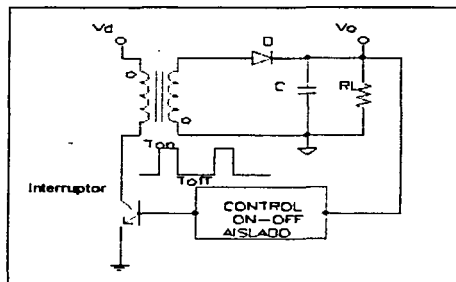 Vd
D
Vo
C
RL
Ton
Toff
Interruptor
CONTROL
ON-OFF
AISLADO